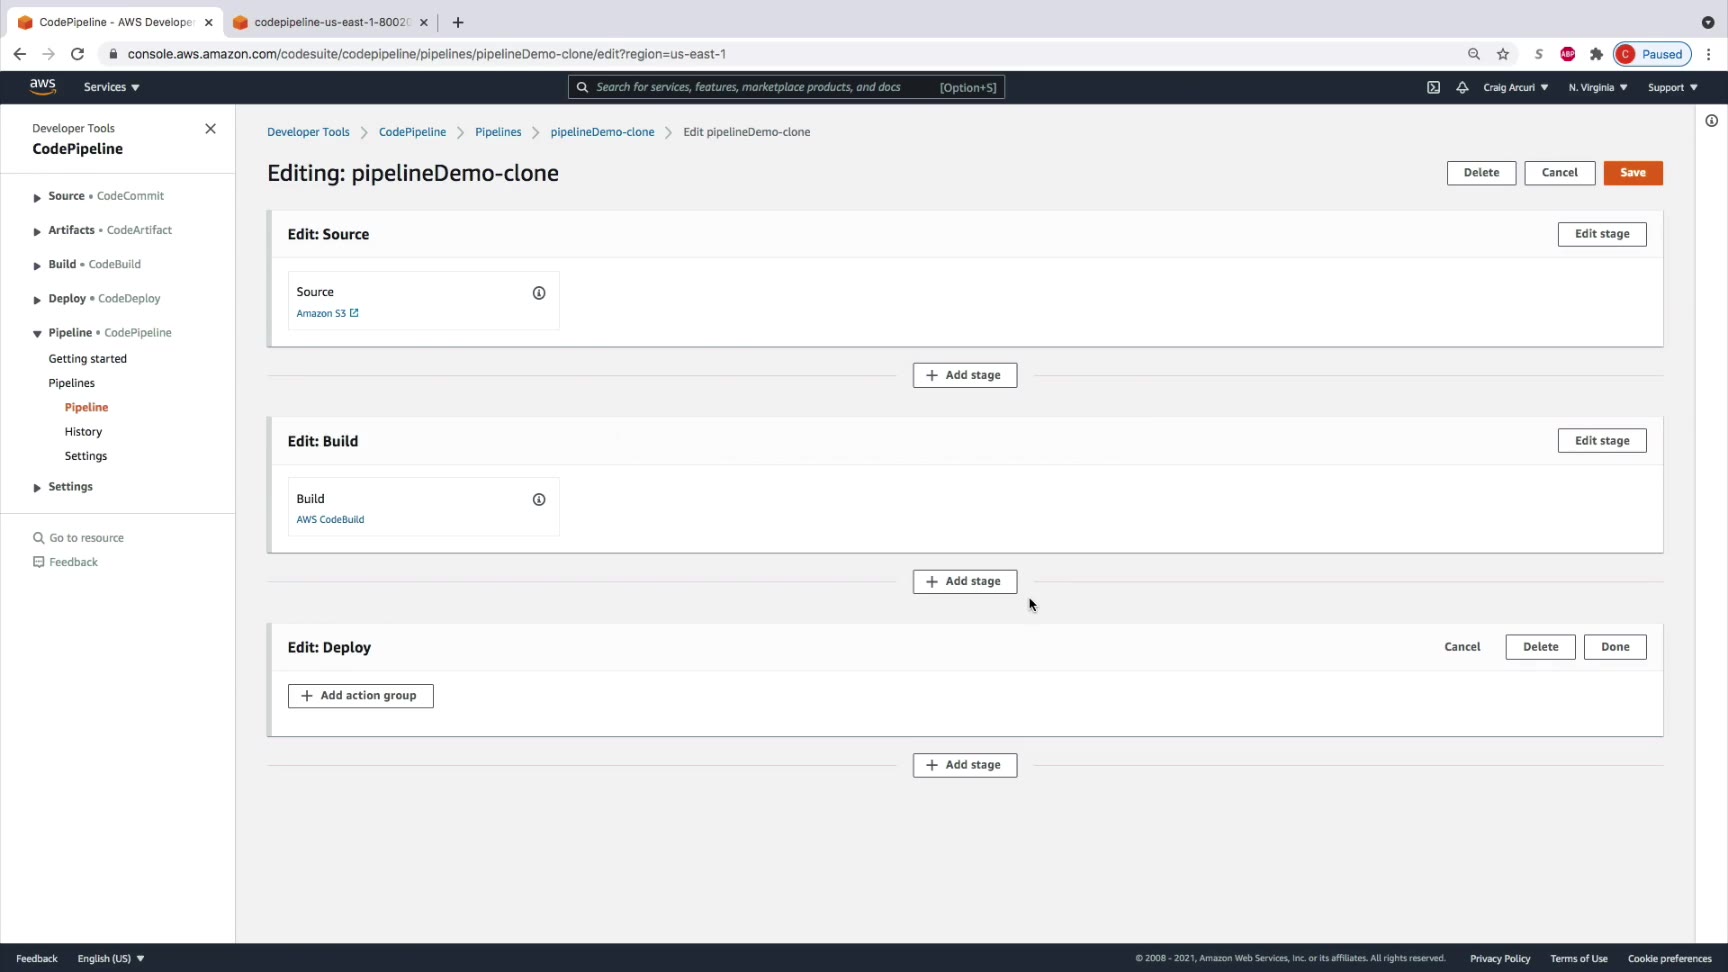 CodePipeline - AWS Developer
codepipeline-us-east-1-80020
console.aws.amazon.com/codesuite/codepipeline/pipelines/pipelineDemo-clone/edit?region=us-east-1
S
ABP
C
Paused
aws
Services
Search for services, features, marketplace products, and docs
[Option+S]
Craig Arcuri
N. Virginia
Support
Developer Tools
CodePipeline
Source • CodeCommit
Artifacts • CodeArtifact
Build • CodeBuild
Deploy • CodeDeploy
Pipeline • CodePipeline
Getting started
Pipelines
Pipeline
History
Settings
Settings
Go to resource
Feedback
Developer Tools > CodePipeline > Pipelines > pipelineDemo-clone > Edit pipelineDemo-clone
Editing: pipelineDemo-clone
Delete
Cancel
Save
Edit: Source
Edit stage
Source
Amazon S3
+ Add stage
Edit: Build
Edit stage
Build
AWS CodeBuild
+ Add stage
Edit: Deploy
Cancel
Delete
Done
+ Add action group
+ Add stage
Feedback
English (US)
© 2008 - 2021, Amazon Web Services, Inc. or its affiliates. All rights reserved.
Privacy Policy
Terms of Use
Cookie preferences